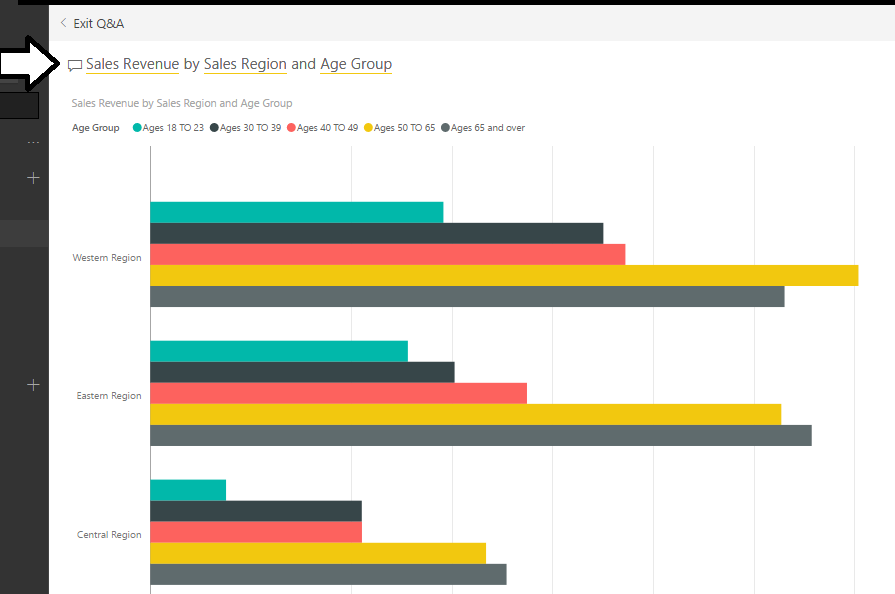 Exit Q&A
Sales Revenue by Sales Region and Age Group
Sales Revenue by Sales Region and Age Group
Age Group Ages 18 TO 23 Ages 30 TO 39 Ages 40 TO 49 Ages 50 TO 65 Ages 65 and over
Western Region
Eastern Region
Central Region